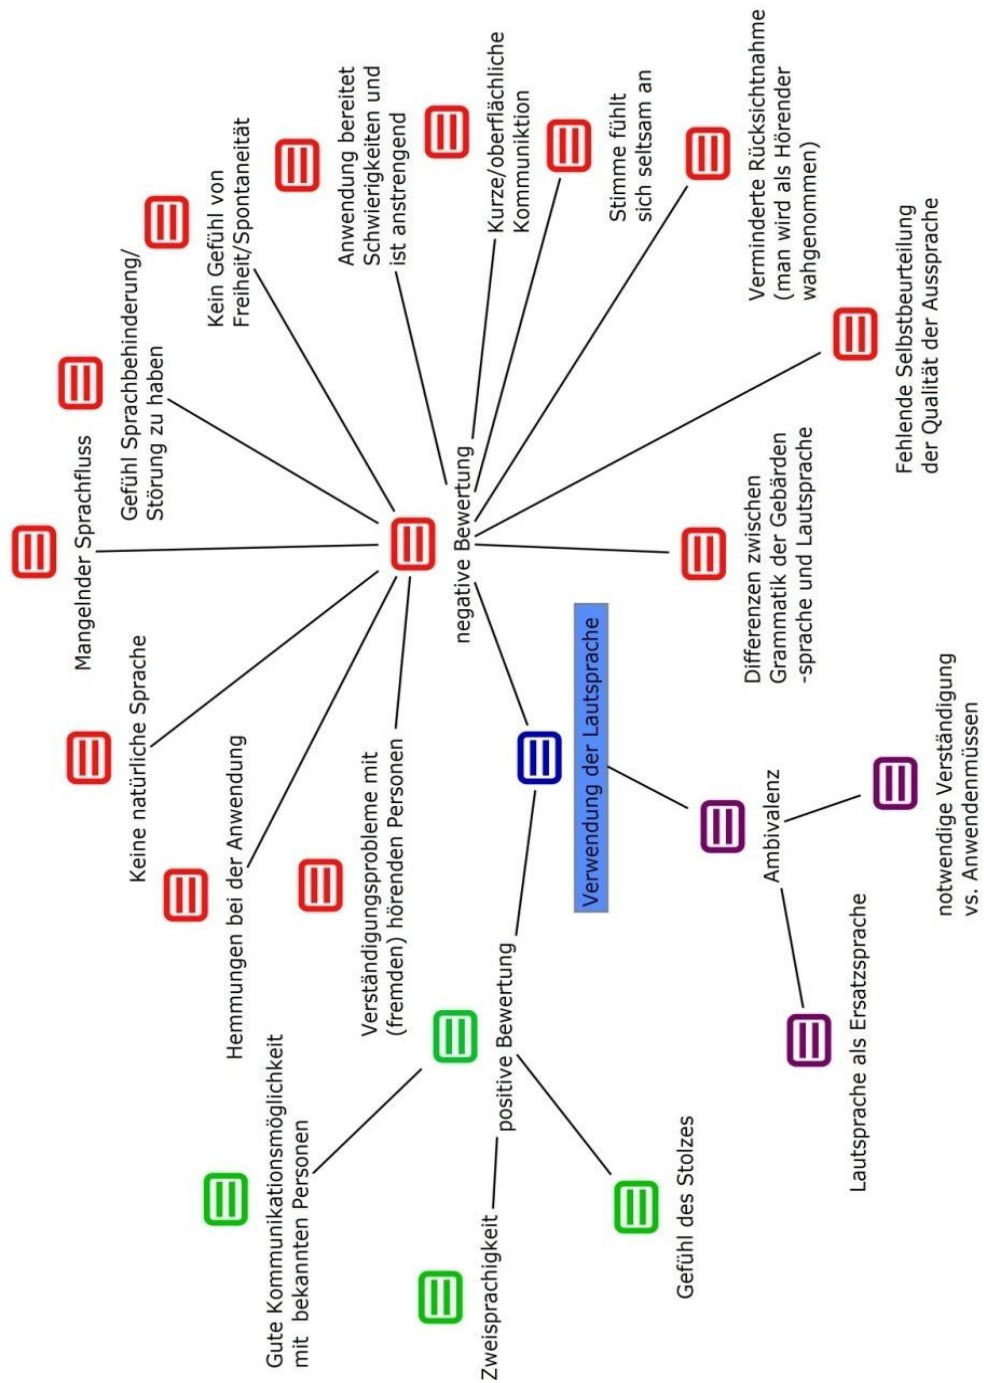 Mangelnder Sprachfluss
Gefühl Sprachbehinderung/
Störung zu haben
Keine natürliche Sprache
Kein Gefühl von
Freiheit/Spontaneität
Hemmungen bei der Anwendung
Anwendung bereitet
Schwierigkeiten und
ist anstrengend
Gute Kommunikationsmöglichkeit
mit bekannten Personen
Verständigungsprobleme mit
(fremden) hörenden Personen
negative Bewertung
Kurze/oberflächliche
Kommuniktion
Zweisprachigkeit
positive Bewertung
Verwendung der Lautsprache
Stimme fühlt
sich seltsam an
Gefühl des Stolzes
Differenzen zwischen
Grammatik der Gebärden
-sprache und Lautsprache
Verminderte Rücksichtnahme
(man wird als Hörender
wahgenommen)
Ambivalenz
Lautsprache als Ersatzsprache
Fehlende Selbstbeurteilung
der Qualität der Aussprache
notwendige Verständigung
vs. Anwendenmüssen